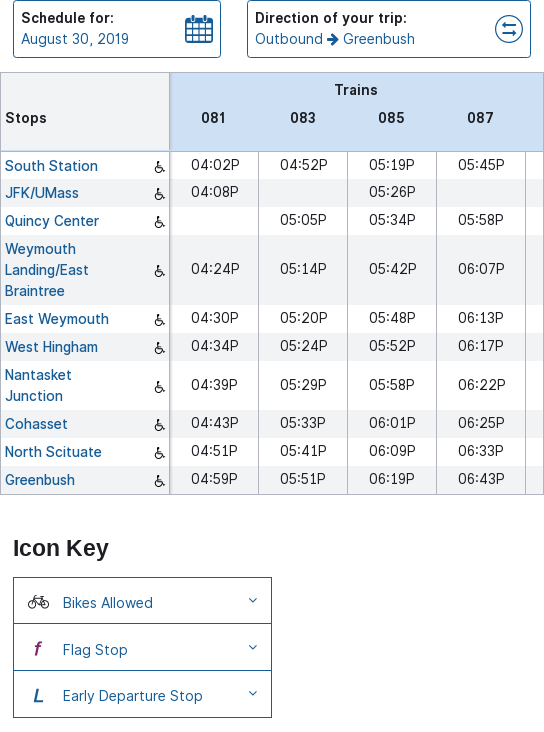 Schedule for:
August 30, 2019
Direction of your trip:
Outbound Greenbush
Trains
Stops 081 083 085 087
South Station 04:02P 04:52P 05:19P 05:45P
JFK/UMass 04:08P 05:26P
Quincy Center 05:05P 05:34P 05:58P
Weymouth
Landing/East
Braintree 04:24P 05:14P 05:42P 06:07P
East Weymouth 04:30P 05:20P 05:48P 06:13P
West Hingham 04:34P 05:24P 05:52P 06:17P
Nantasket
Junction 04:39P 05:29P 05:58P 06:22P
Cohasset 04:43P 05:33P 06:01P 06:25P
North Scituate 04:51P 05:41P 06:09P 06:33P
Greenbush 04:59P 05:51P 06:19P 06:43P
Icon Key
Bikes Allowed
f Flag Stop
L Early Departure Stop